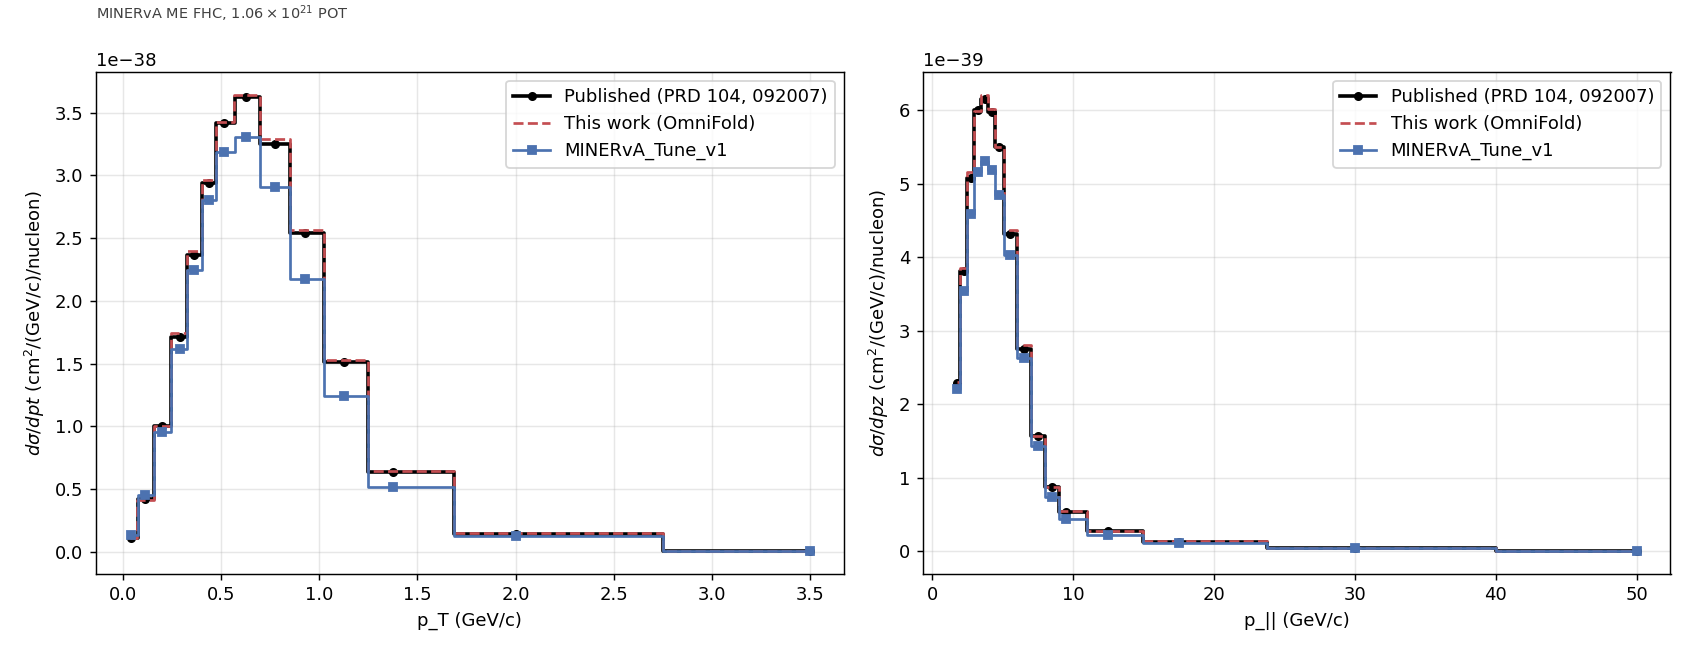 MINERvA ME FHC, 1.06 × 10²¹ POT
1e−38
3.5
3.0
2.5
2.0
1.5
1.0
0.5
0.0
dσ/dpt (cm²/(GeV/c)/nucleon)
Published (PRD 104, 092007)
This work (OmniFold)
MINERvA_Tune_v1
0.0 0.5 1.0 1.5 2.0 2.5 3.0 3.5
p_T (GeV/c)
1e−39
6
5
4
3
2
1
0
dσ/dpz (cm²/(GeV/c)/nucleon)
Published (PRD 104, 092007)
This work (OmniFold)
MINERvA_Tune_v1
0 10 20 30 40 50
p_|| (GeV/c)